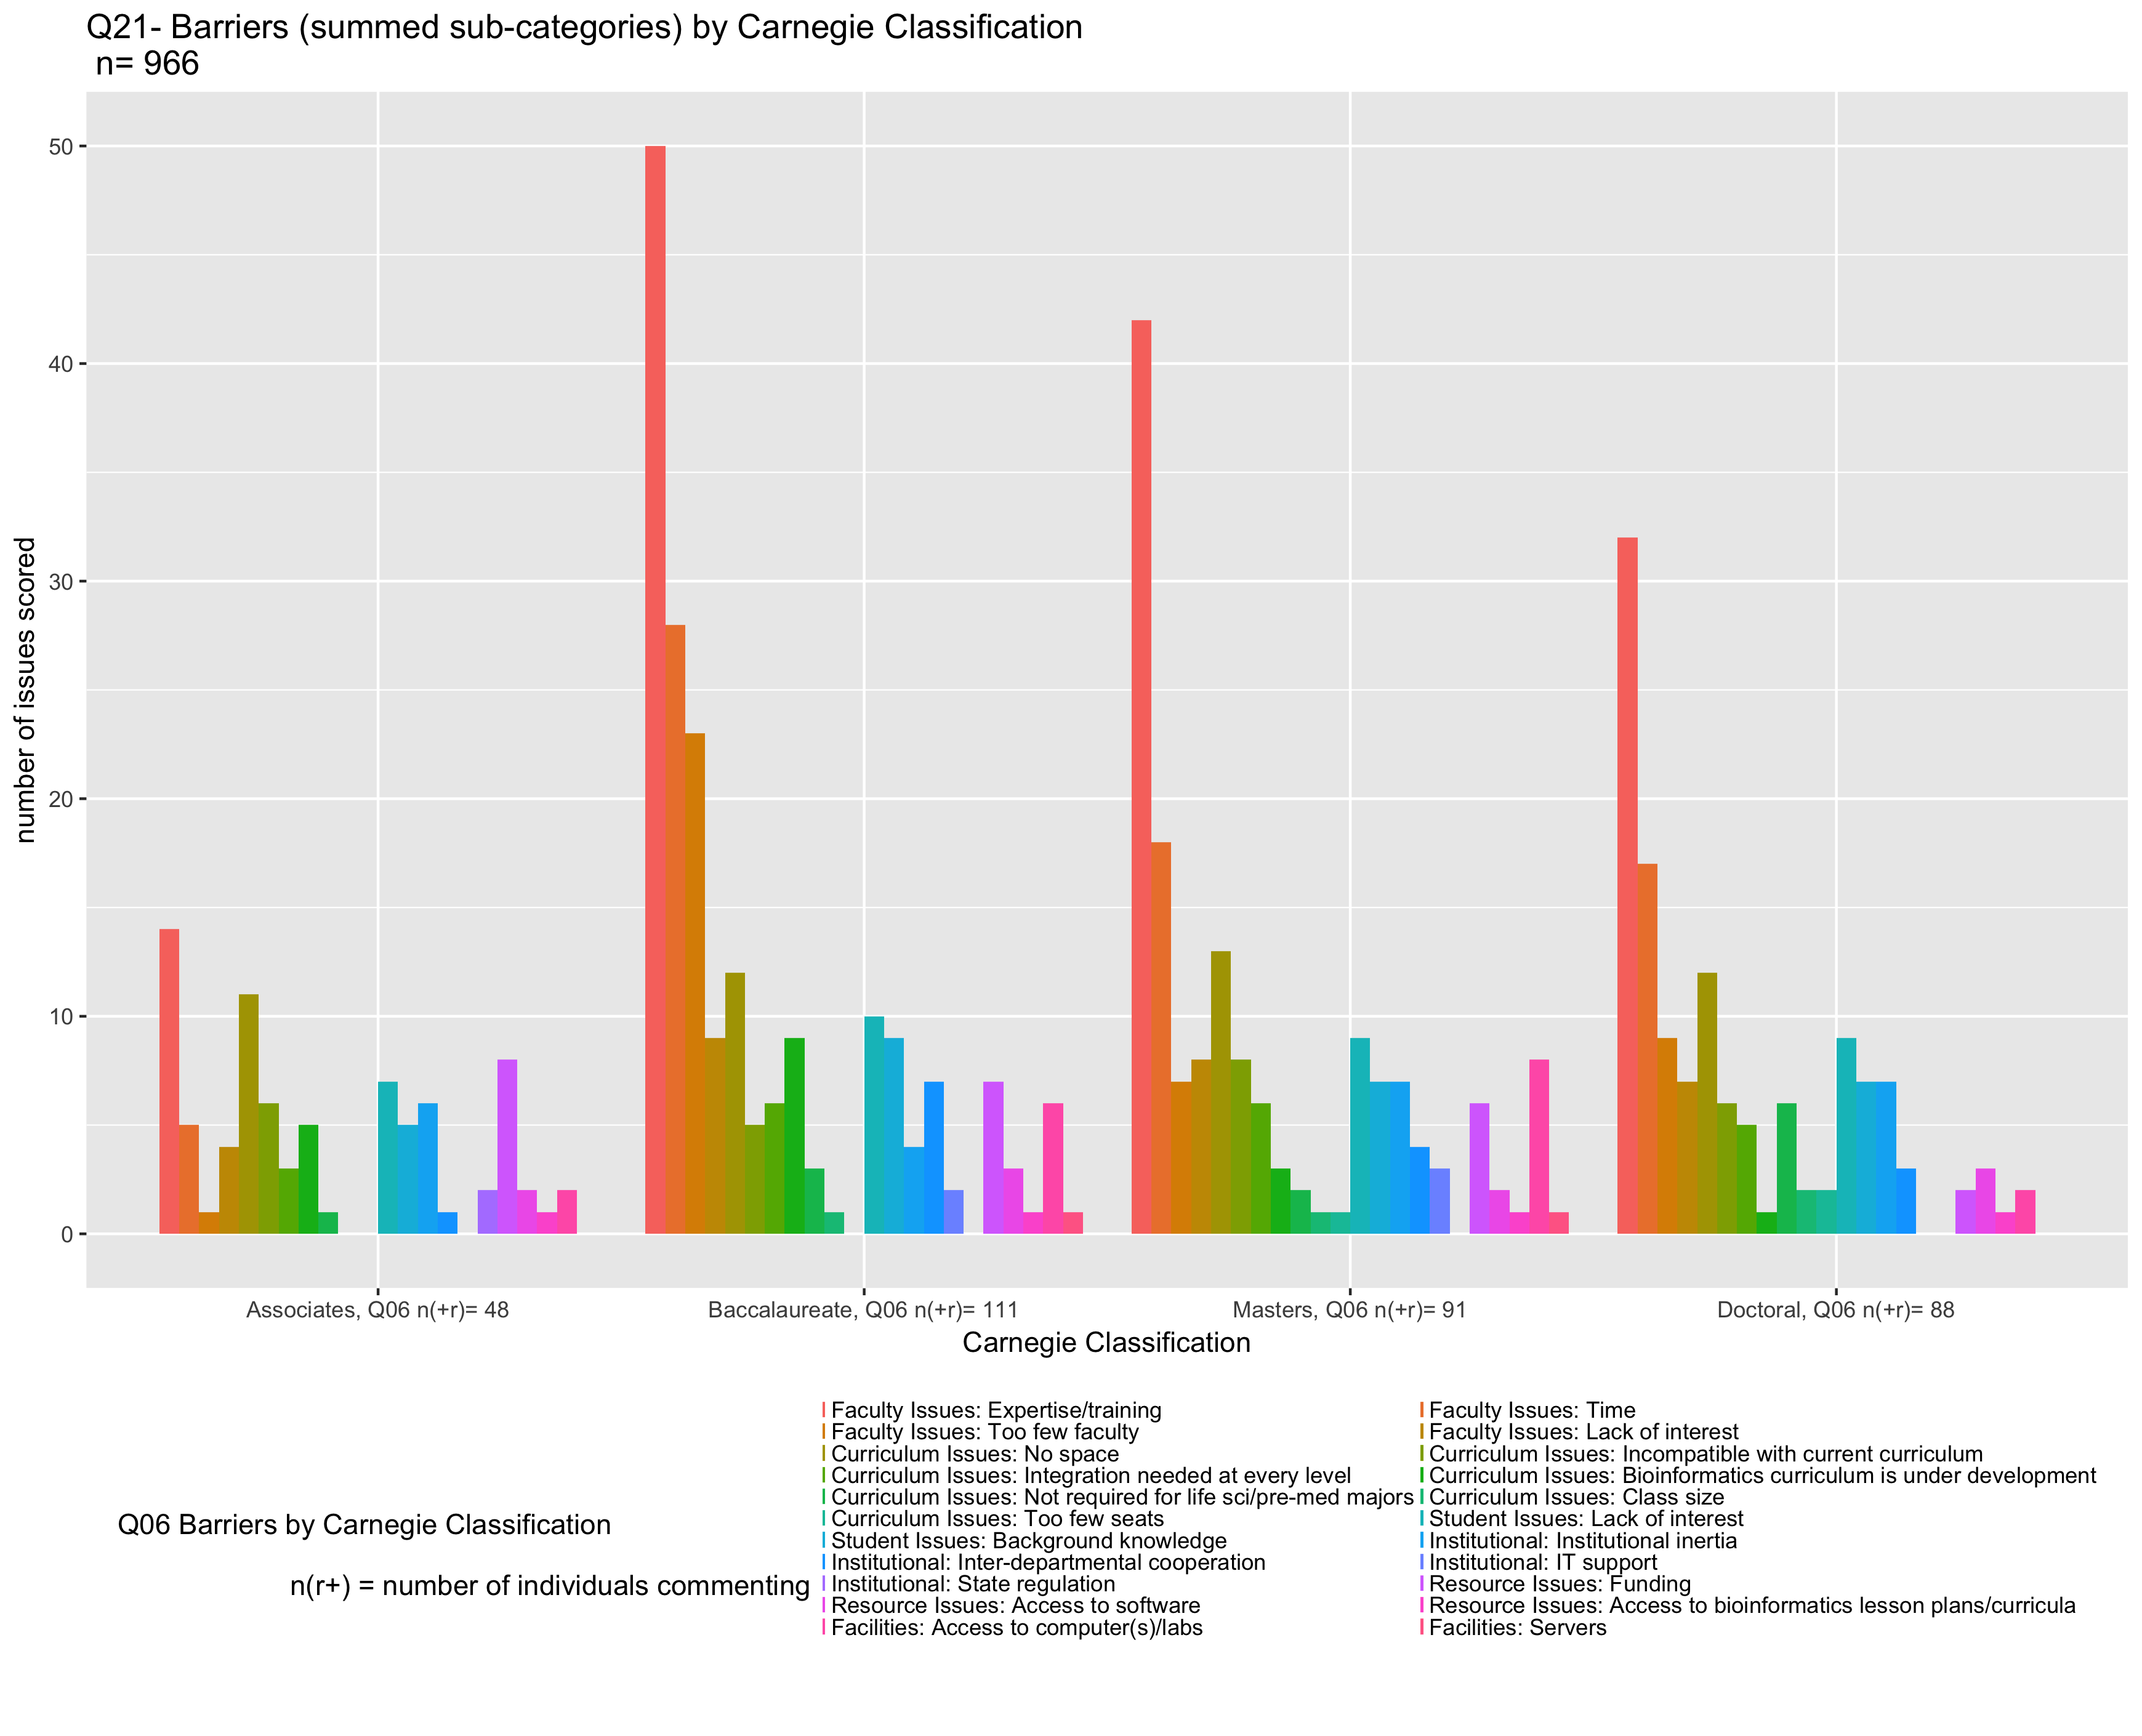 Q21- Barriers (summed sub-categories) by Carnegie Classification
n= 966
number of issues scored
50
40
30
20
10
0
Associates, Q06 n(+r)= 48
Baccalaureate, Q06 n(+r)= 111
Masters, Q06 n(+r)= 91
Doctoral, Q06 n(+r)= 88
Carnegie Classification
Q06 Barriers by Carnegie Classification
n(r+) = number of individuals commenting
Faculty Issues: Expertise/training
Faculty Issues: Time
Faculty Issues: Too few faculty
Faculty Issues: Lack of interest
Curriculum Issues: No space
Curriculum Issues: Incompatible with current curriculum
Curriculum Issues: Integration needed at every level
Curriculum Issues: Bioinformatics curriculum is under development
Curriculum Issues: Not required for life sci/pre-med majors
Curriculum Issues: Class size
Curriculum Issues: Too few seats
Student Issues: Lack of interest
Student Issues: Background knowledge
Institutional: Institutional inertia
Institutional: Inter-departmental cooperation
Institutional: IT support
Institutional: State regulation
Resource Issues: Funding
Resource Issues: Access to software
Resource Issues: Access to bioinformatics lesson plans/curricula
Facilities: Access to computer(s)/labs
Facilities: Servers